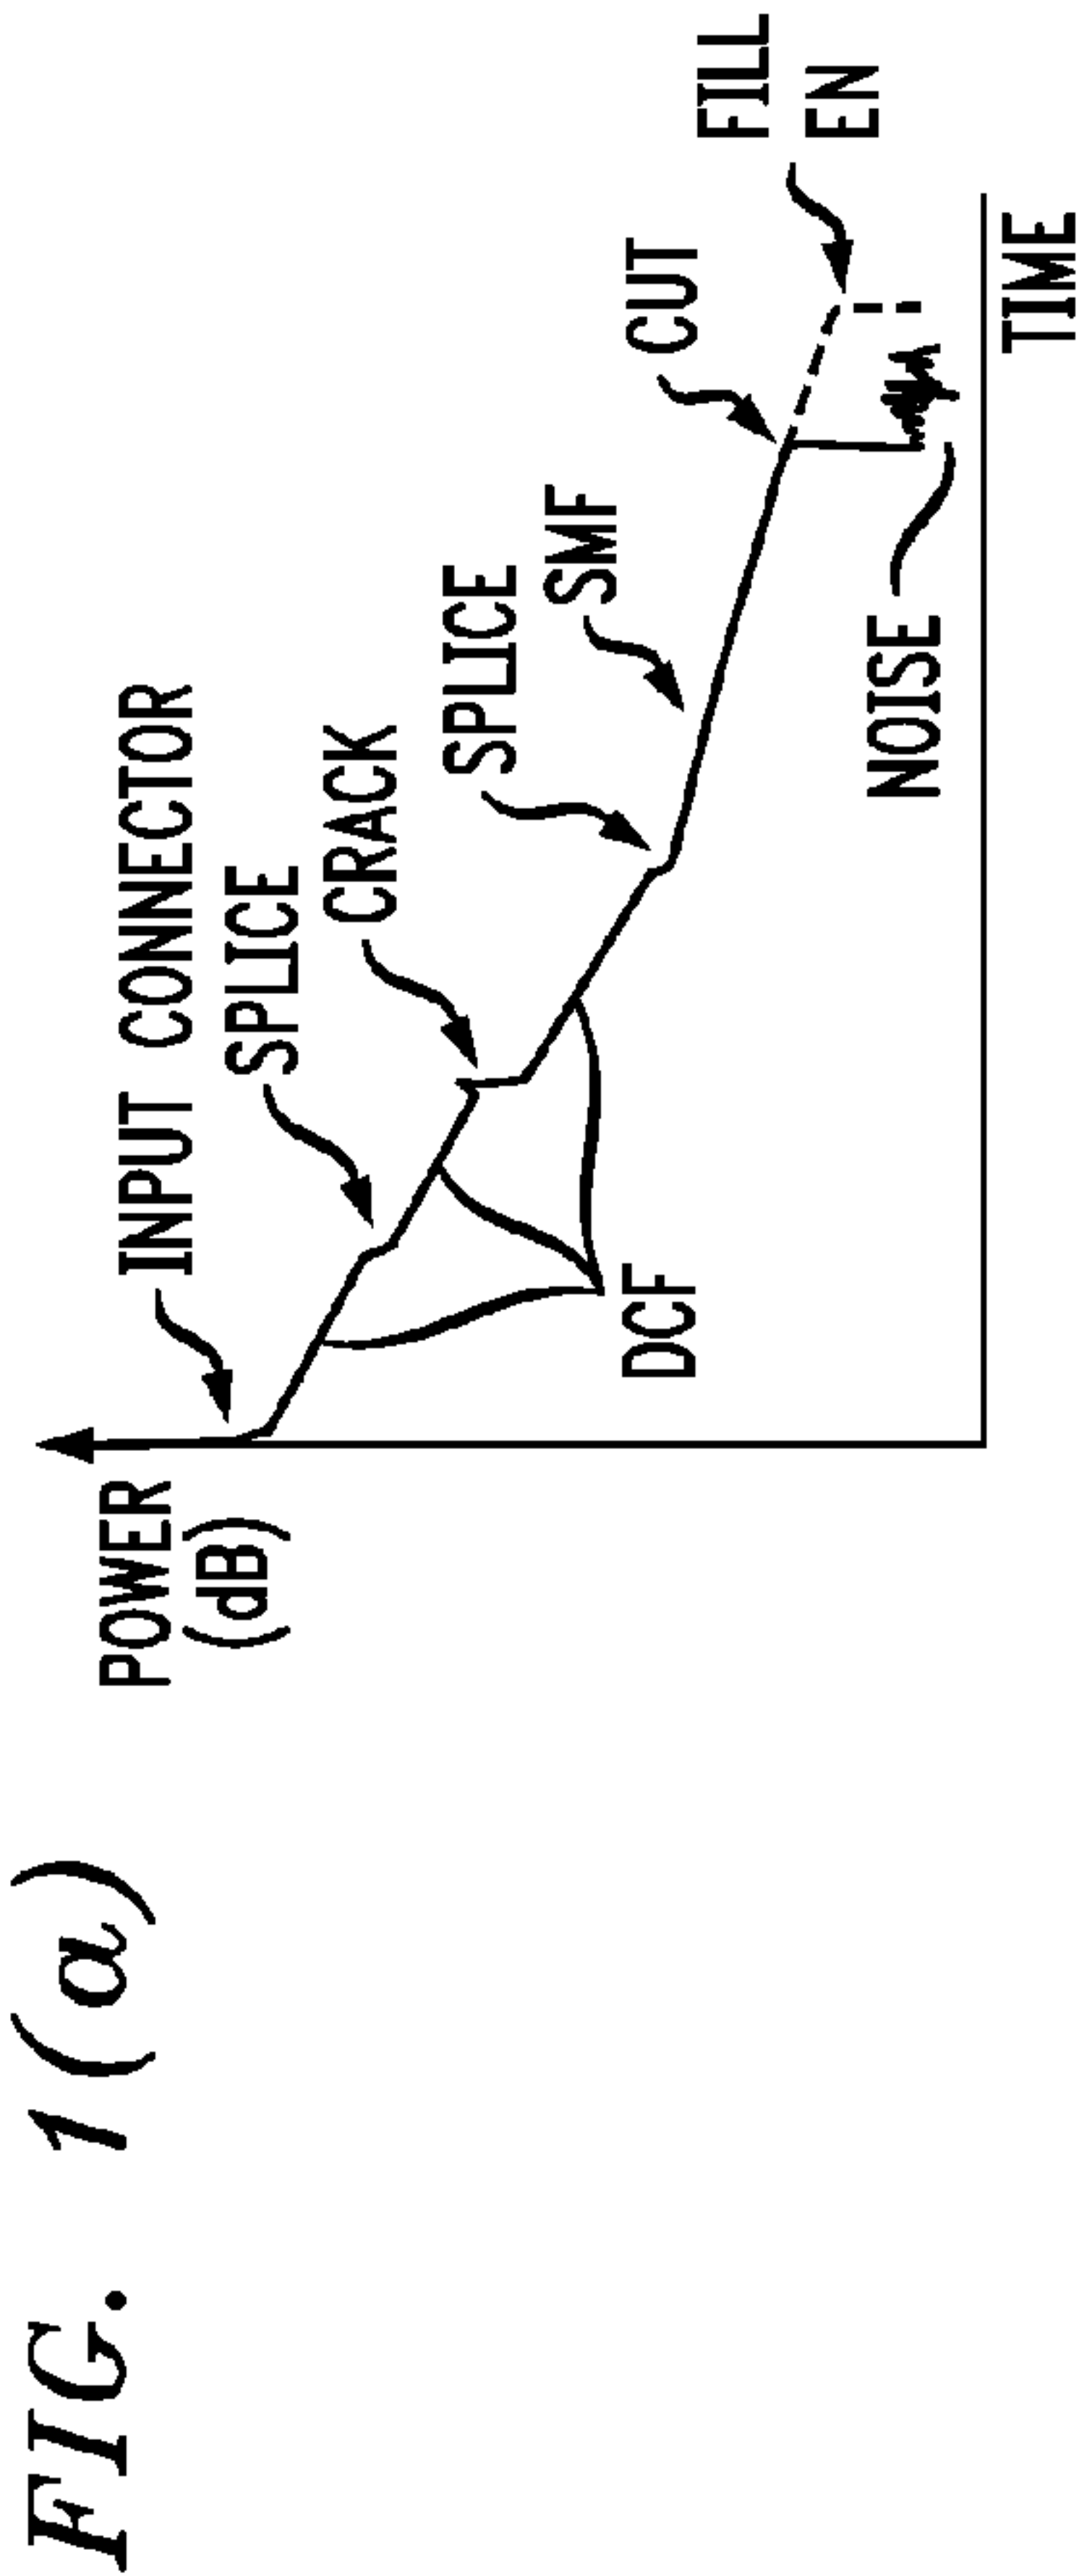 FIG. 1(a)
POWER
(dB)
INPUT CONNECTOR
SPLICE
CRACK
SPLICE
SMF
CUT
FILL
EN
DCF
NOISE
TIME